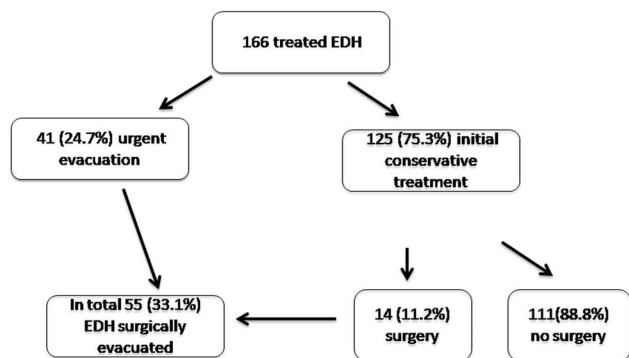 166 treated EDH
41 (24.7%) urgent
evacuation
125 (75.3%) initial
conservative
treatment
In total 55 (33.1%)
EDH surgically
evacuated
14 (11.2%)
surgery
111(88.8%)
no surgery